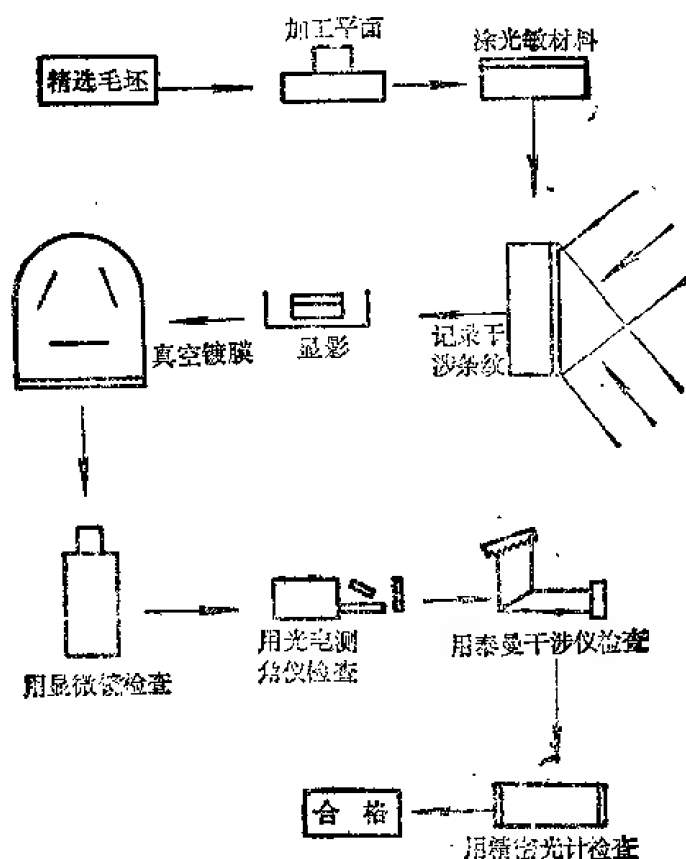 精选毛坯
加工平面
涂光敏材料
记录干
涉条纹
显影
真空镀膜
用显微镜检查
用光电测
角仪检查
用泰曼干涉仪检查
用精密光计检查
合格